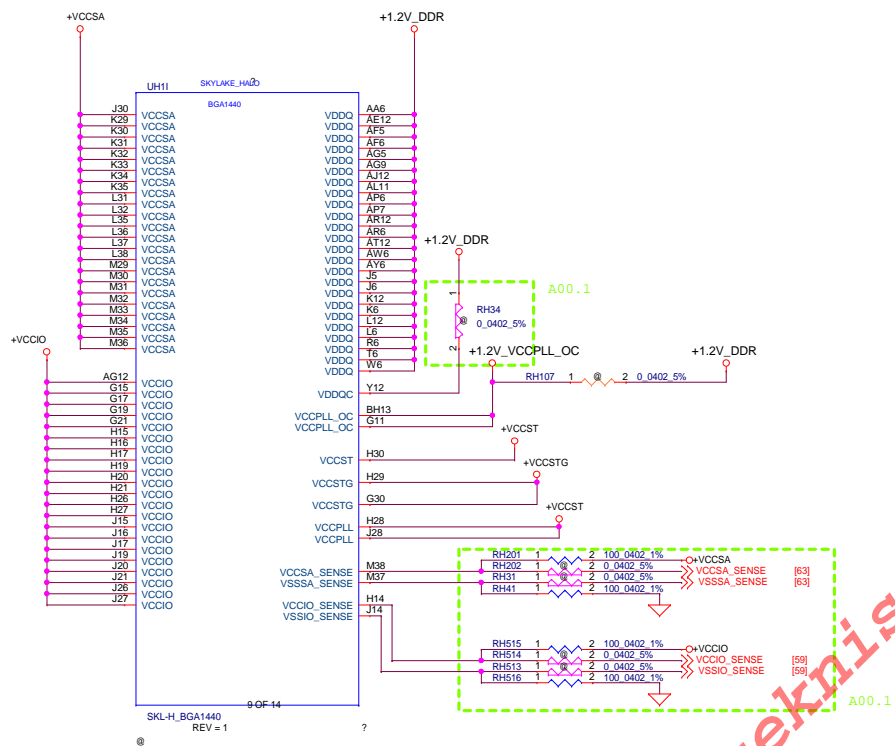 +VCCSA
+1.2V_DDR
UH1I
SKYLAKE_HALO
?
BGA1440
J30 VCCSA
K29 VCCSA
K30 VCCSA
K31 VCCSA
K32 VCCSA
K33 VCCSA
K34 VCCSA
K35 VCCSA
L31 VCCSA
L32 VCCSA
L35 VCCSA
L36 VCCSA
L37 VCCSA
L38 VCCSA
M29 VCCSA
M30 VCCSA
M31 VCCSA
M32 VCCSA
M33 VCCSA
M34 VCCSA
M35 VCCSA
M36 VCCSA
+VCCIO
AG12 VCCIO
G15 VCCIO
G17 VCCIO
G19 VCCIO
G21 VCCIO
H15 VCCIO
H16 VCCIO
H17 VCCIO
H19 VCCIO
H20 VCCIO
H21 VCCIO
H26 VCCIO
H27 VCCIO
J15 VCCIO
J16 VCCIO
J17 VCCIO
J19 VCCIO
J20 VCCIO
J21 VCCIO
J26 VCCIO
J27 VCCIO
VDDQ AA6
VDDQ AE12
VDDQ AF5
VDDQ AF6
VDDQ AG5
VDDQ AG9
VDDQ AJ12
VDDQ AL11
VDDQ AP6
VDDQ AP7
VDDQ AR12
VDDQ AR6
VDDQ AT12
VDDQ AW6
VDDQ AY6
VDDQ J5
VDDQ J6
VDDQ K12
VDDQ K6
VDDQ L12
VDDQ L6
VDDQ R6
VDDQ T6
VDDQ W6
VDDQC Y12
VCCPLL_OC BH13
VCCPLL_OC G11
VCCST H30
VCCSTG H29
VCCSTG G30
VCCPLL H28
VCCPLL J28
VCCSA_SENSE M38
VSSSA_SENSE M37
VCCIO_SENSE H14
VSSIO_SENSE J14
+1.2V_DDR
A00.1
1
RH34
@ 0_0402_5%
2
+1.2V_VCCPLL_OC
+1.2V_DDR
RH107 1 @ 2 0_0402_5%
+VCCST
+VCCSTG
+VCCST
RH201 1 2 100_0402_1% +VCCSA
RH202 1 @ 2 0_0402_5% VCCSA_SENSE [63]
RH31 1 @ 2 0_0402_5% VSSSA_SENSE [63]
RH41 1 2 100_0402_1%
RH515 1 2 100_0402_1% +VCCIO
RH514 1 @ 2 0_0402_5% VCCIO_SENSE [59]
RH513 1 @ 2 0_0402_5% VSSIO_SENSE [59]
RH516 1 2 100_0402_1%
A00.1
9 OF 14
SKL-H_BGA1440
REV = 1
?
@
eknis